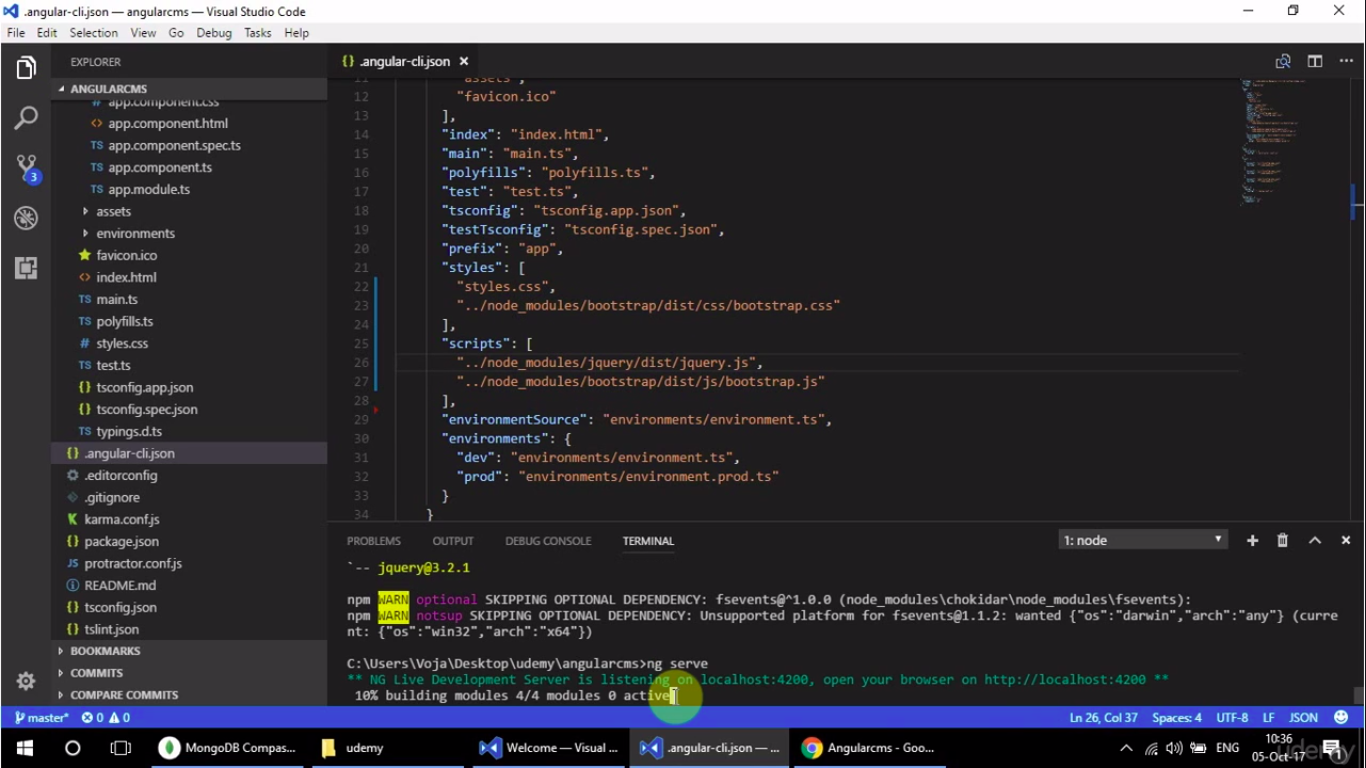 .angular-cli.json — angularcms — Visual Studio Code
File Edit Selection View Go Debug Tasks Help
EXPLORER
ANGULARCMS
app.component.css
app.component.html
app.component.spec.ts
app.component.ts
app.module.ts
assets
environments
favicon.ico
index.html
main.ts
polyfills.ts
styles.css
test.ts
tsconfig.app.json
tsconfig.spec.json
typings.d.ts
.angular-cli.json
.editorconfig
.gitignore
karma.conf.js
package.json
protractor.conf.js
README.md
tsconfig.json
tslint.json
BOOKMARKS
COMMITS
COMPARE COMMITS
3
.angular-cli.json
11 "assets",
12 "favicon.ico"
13 ],
14 "index": "index.html",
15 "main": "main.ts",
16 "polyfills": "polyfills.ts",
17 "test": "test.ts",
18 "tsconfig": "tsconfig.app.json",
19 "testTsconfig": "tsconfig.spec.json",
20 "prefix": "app",
21 "styles": [
22 "styles.css",
23 "../node_modules/bootstrap/dist/css/bootstrap.css"
24 ],
25 "scripts": [
26 "../node_modules/jquery/dist/jquery.js",
27 "../node_modules/bootstrap/dist/js/bootstrap.js"
28 ],
29 "environmentSource": "environments/environment.ts",
30 "environments": {
31 "dev": "environments/environment.ts",
32 "prod": "environments/environment.prod.ts"
33 }
34 }
PROBLEMS OUTPUT DEBUG CONSOLE TERMINAL 1: node
`-- jquery@3.2.1
npm WARN optional SKIPPING OPTIONAL DEPENDENCY: fsevents@^1.0.0 (node_modules\chokidar\node_modules\fsevents):
npm WARN notsup SKIPPING OPTIONAL DEPENDENCY: Unsupported platform for fsevents@1.1.2: wanted {"os":"darwin","arch":"any"} (curre
nt: {"os":"win32","arch":"x64"})
C:\Users\Voja\Desktop\udemy\angularcms>ng serve
** NG Live Development Server is listening on localhost:4200, open your browser on http://localhost:4200 **
10% building modules 4/4 modules 0 active
master* 0 0 Ln 26, Col 37 Spaces: 4 UTF-8 LF JSON
MongoDB Compas... udemy Welcome — Visual ... .angular-cli.json — ... Angularcms - Goo... ENG 10:36
05-Oct-17
1
udemy